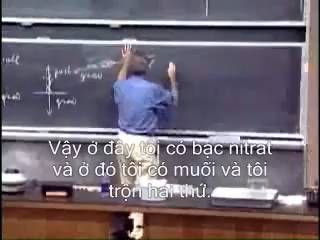 Vậy ở đây tôi có bạc nitrat
và ở đó tôi có muối và tôi
trộn hai thứ.